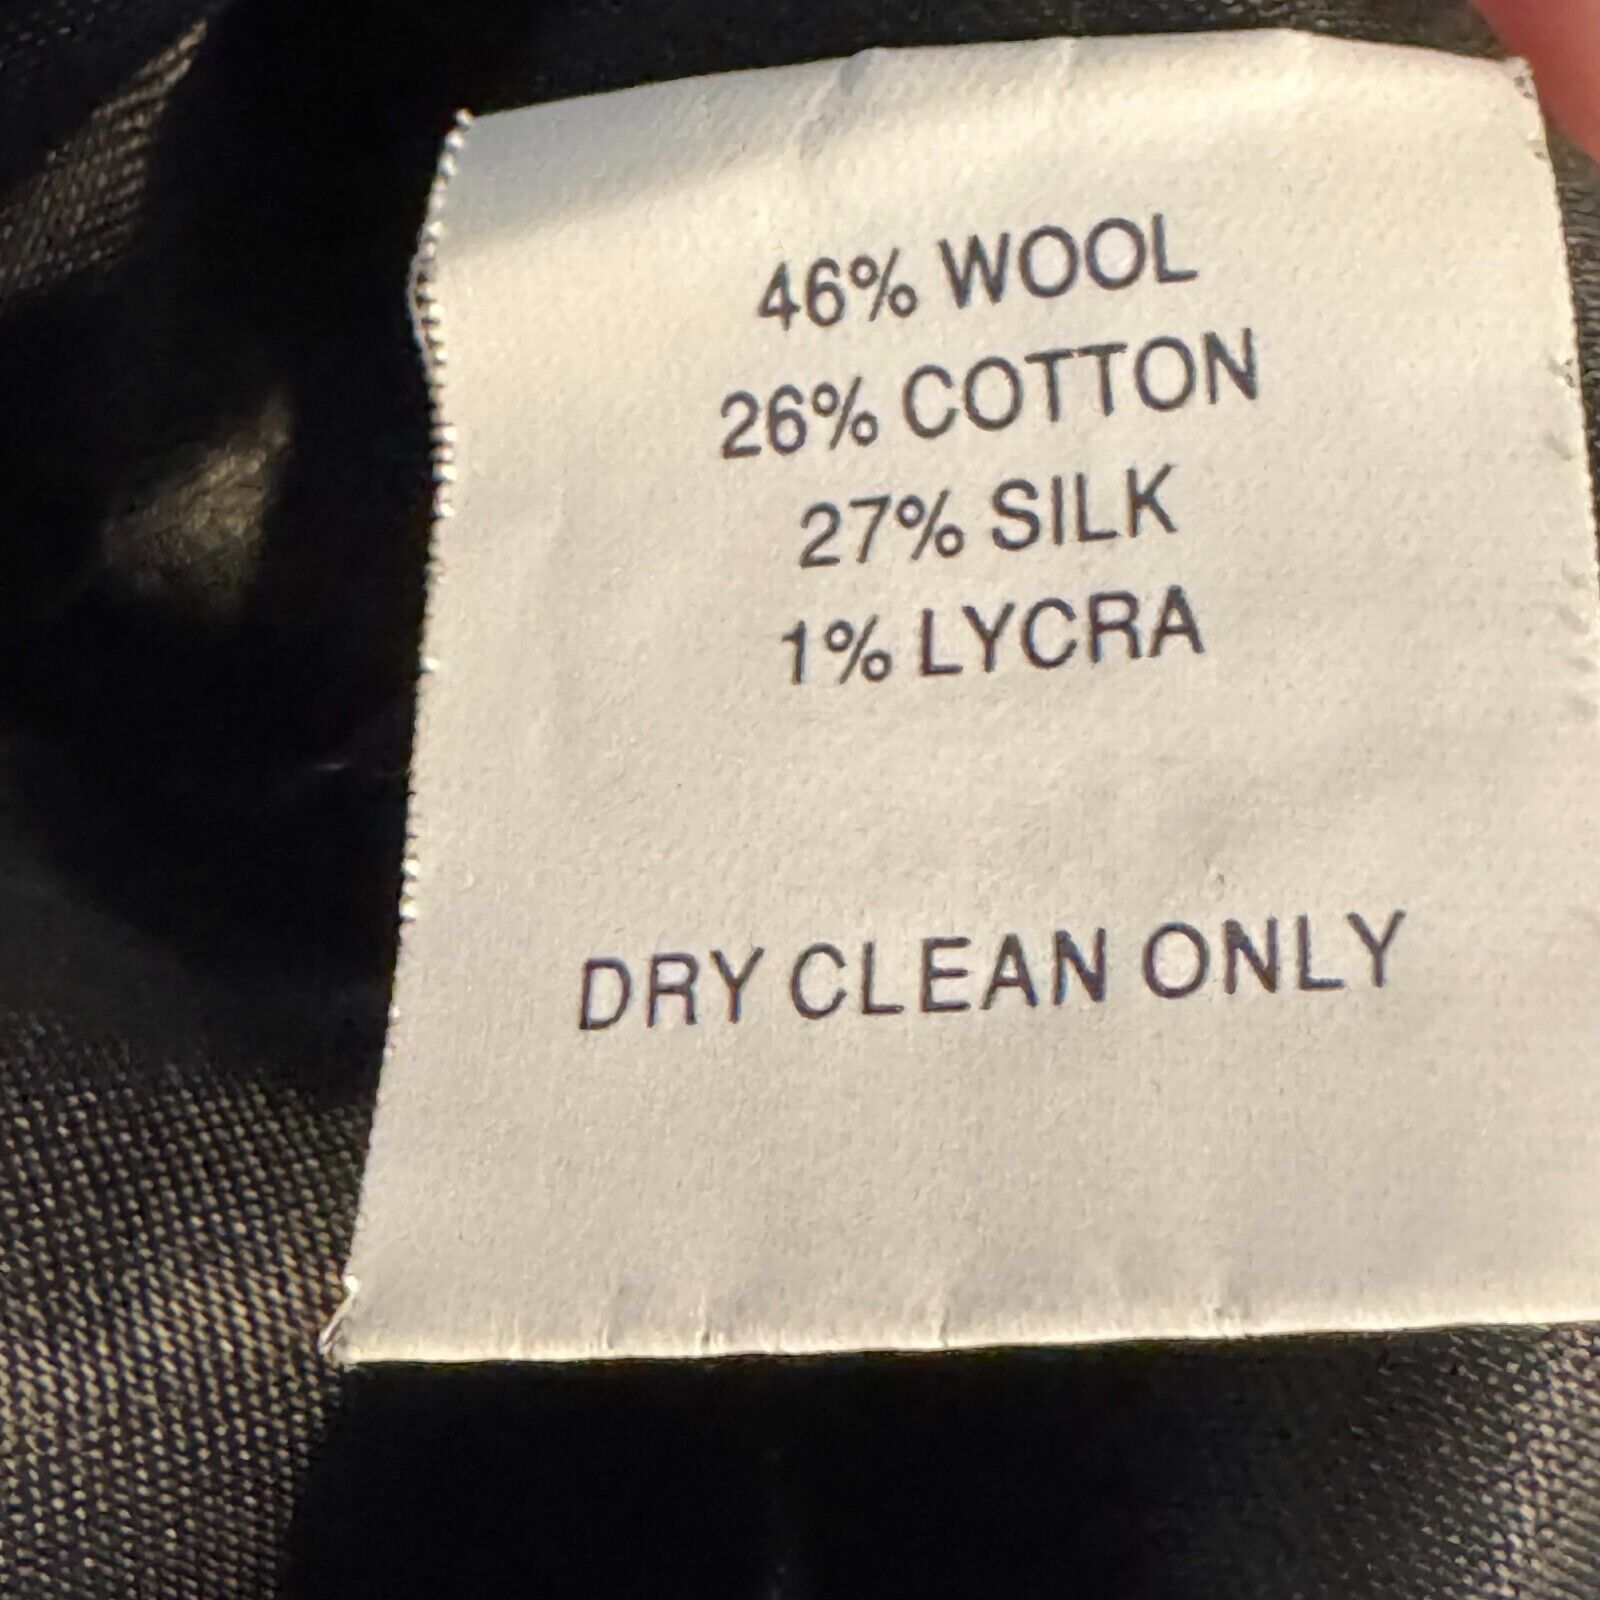 46% WOOL
26% COTTON
27% SILK
1% LYCRA
DRY CLEAN ONLY